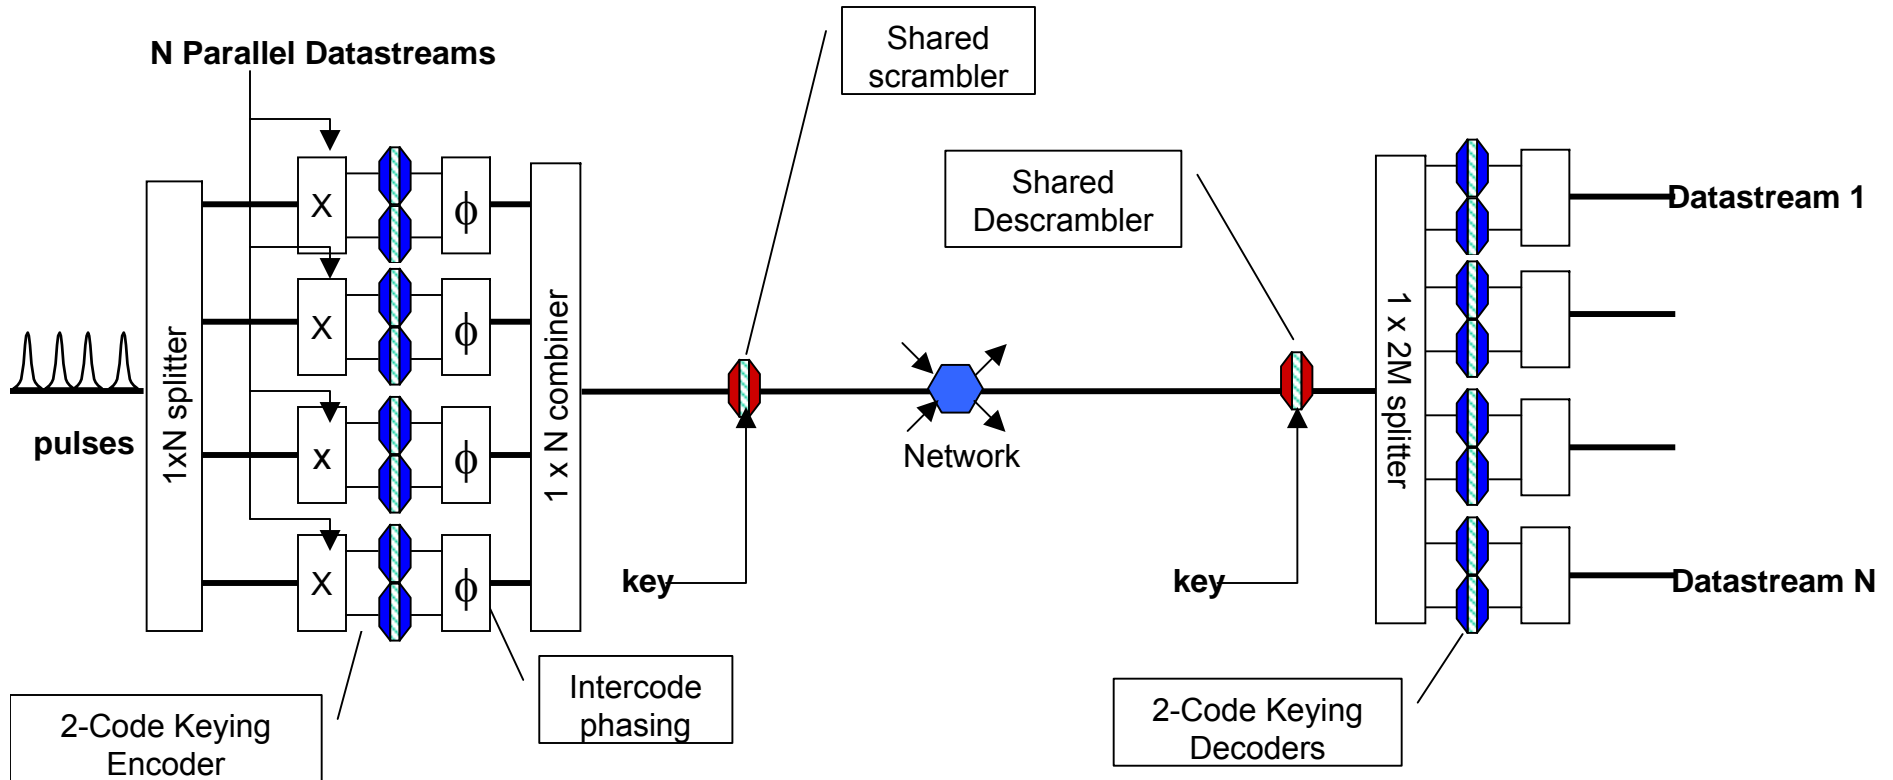 N Parallel Datastreams
Shared
scrambler
Shared
Descrambler
pulses
1xN splitter
X
ϕ
X
ϕ
x
ϕ
X
ϕ
1 x N combiner
Network
key
key
1 x 2M splitter
Datastream 1
Datastream N
2-Code Keying
Encoder
Intercode
phasing
2-Code Keying
Decoders